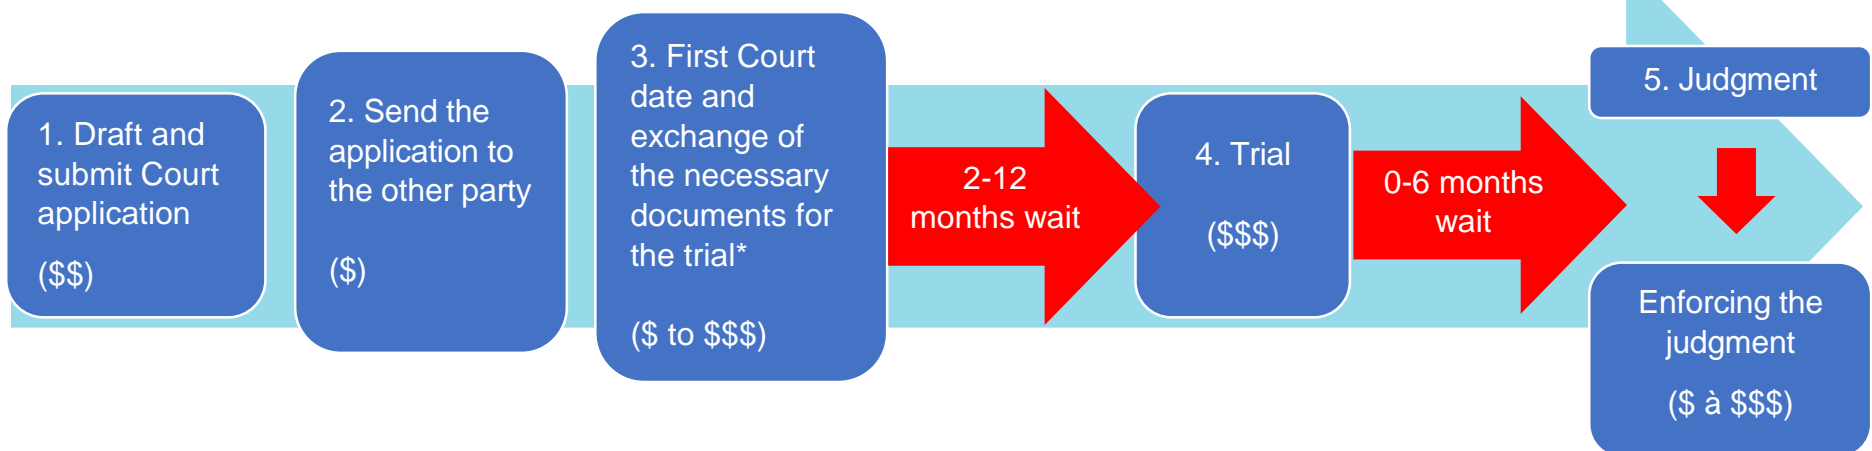 1. Draft and
submit Court
application
($$)
2. Send the
application to
the other party
($)
3. First Court
date and
exchange of
the necessary
documents for
the trial*
($ to $$$)
2-12
months wait
4. Trial
($$$)
0-6 months
wait
5. Judgment
Enforcing the
judgment
($ à $$$)